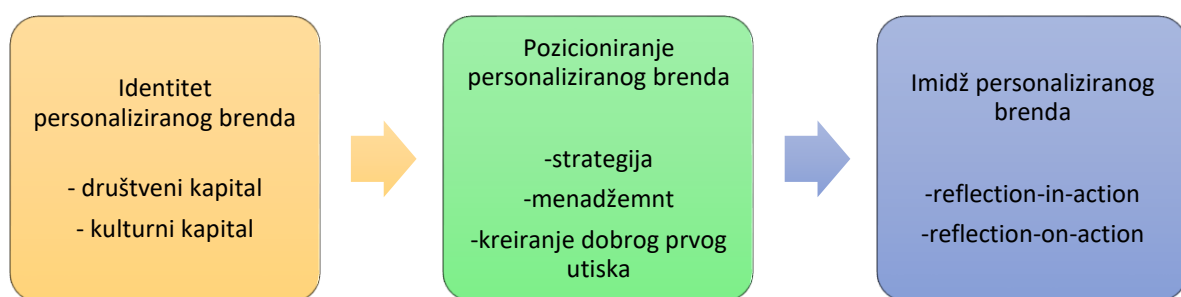 Identitet
personaliziranog brenda
- društveni kapital
- kulturni kapital
Pozicioniranje
personaliziranog brenda
-strategija
-menadžemnt
-kreiranje dobrog prvog
utiska
Imidž personaliziranog
brenda
-reflection-in-action
-reflection-on-action